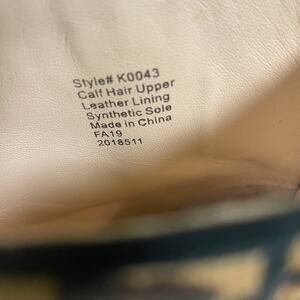 Style# K0043
Calf Hair Upper
Leather Lining
Synthetic Sole
Made in China
FA19
2018511